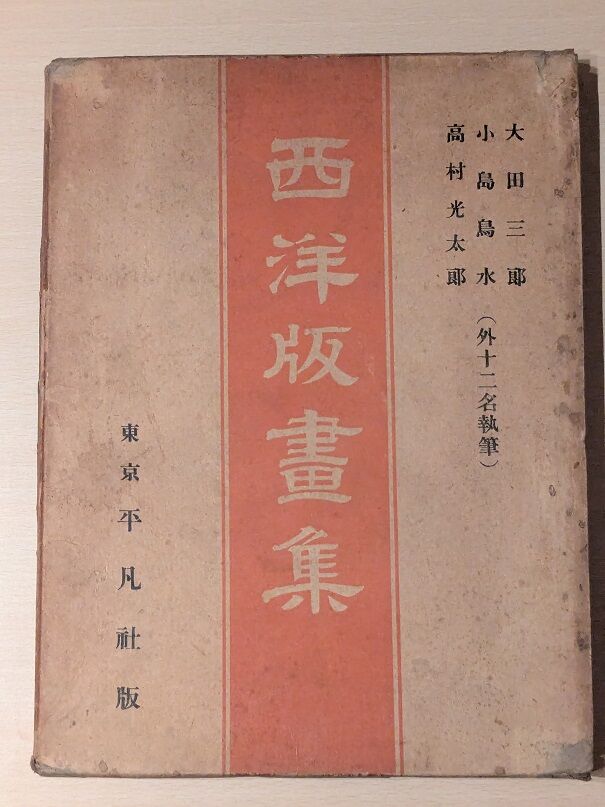 大田三郎
小島烏水
高村光太郎
（外十二名執筆）
西洋版畫集
東京平凡社版